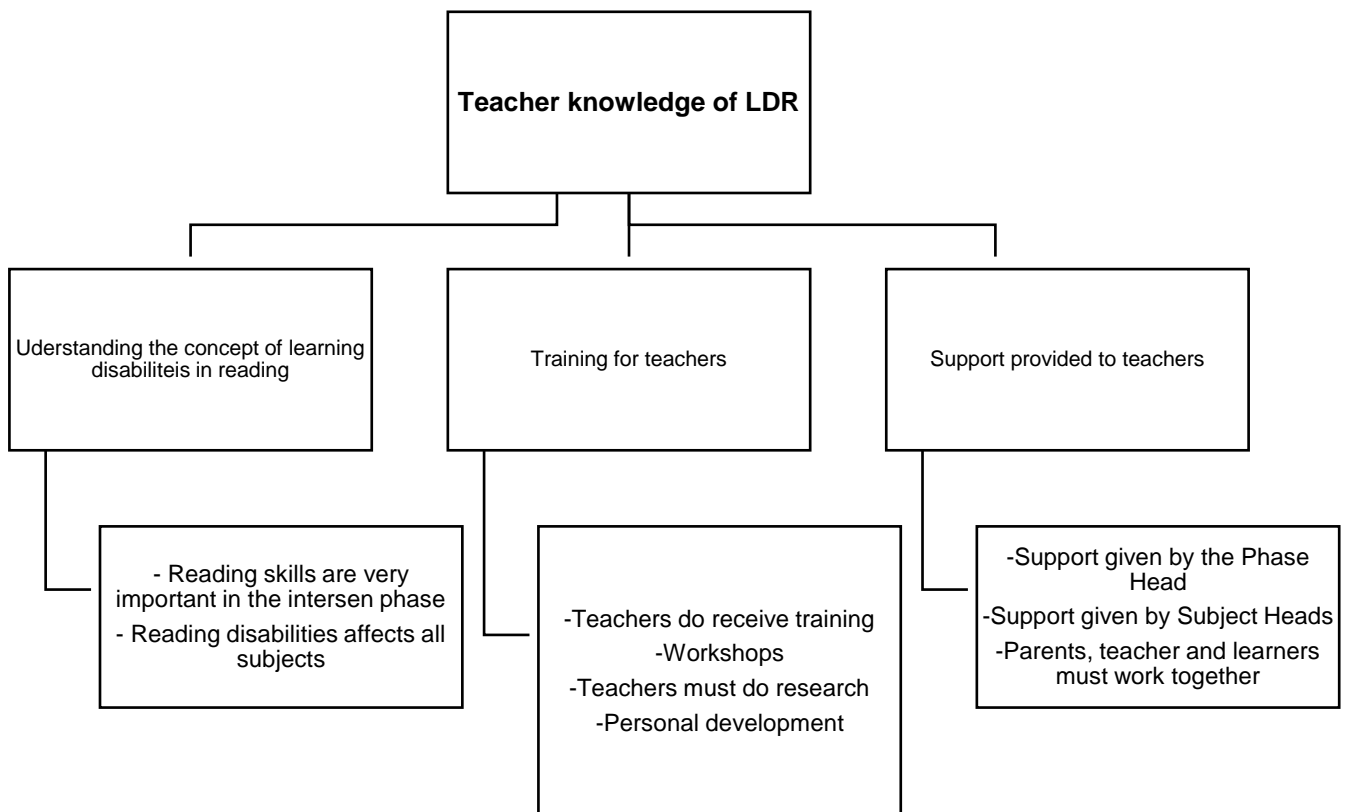 Teacher knowledge of LDR
Uderstanding the concept of learning
disabiliteis in reading
Training for teachers
Support provided to teachers
- Reading skills are very
important in the intersen phase
- Reading disabilities affects all
subjects
-Teachers do receive training
-Workshops
-Teachers must do research
-Personal development
-Support given by the Phase
Head
-Support given by Subject Heads
-Parents, teacher and learners
must work together